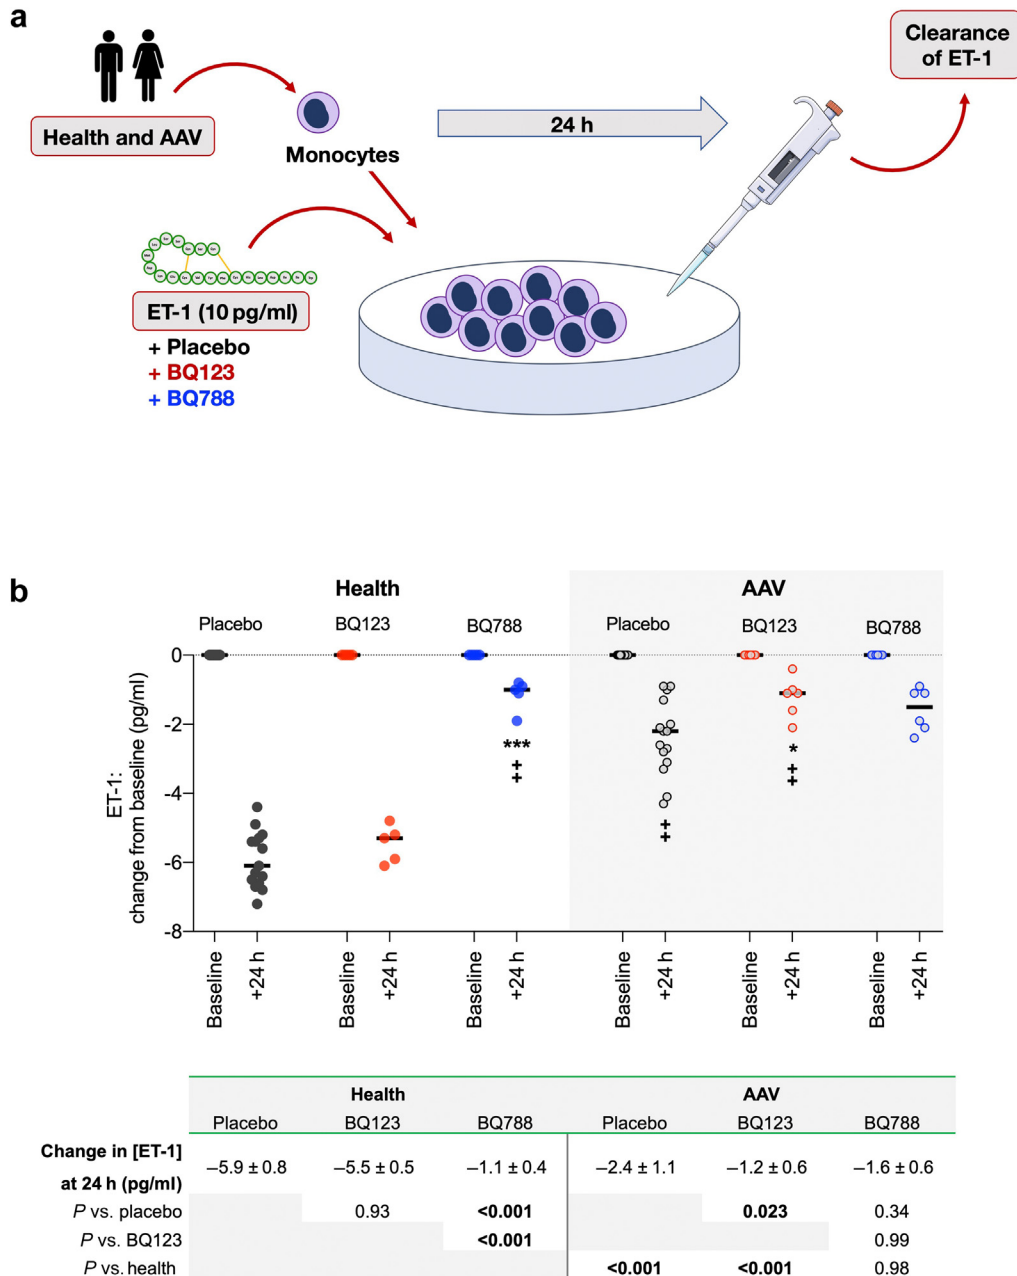 a
Health and AAV
Monocytes
24 h
Clearance
of ET-1
ET-1 (10 pg/ml)
+ Placebo
+ BQ123
+ BQ788
b
Health
AAV
Placebo
BQ123
BQ788
Placebo
BQ123
BQ788
ET-1:
change from baseline (pg/ml)
0
-2
-4
-6
-8
***
‡
‡
*
‡
Baseline
+24 h
Baseline
+24 h
Baseline
+24 h
Baseline
+24 h
Baseline
+24 h
Baseline
+24 h
Health AAV
Placebo BQ123 BQ788 Placebo BQ123 BQ788
Change in [ET-1]
at 24 h (pg/ml)
–5.9 ± 0.8 –5.5 ± 0.5 –1.1 ± 0.4 –2.4 ± 1.1 –1.2 ± 0.6 –1.6 ± 0.6
P vs. placebo 0.93 <0.001 0.023 0.34
P vs. BQ123 <0.001 0.99
P vs. health <0.001 <0.001 0.98